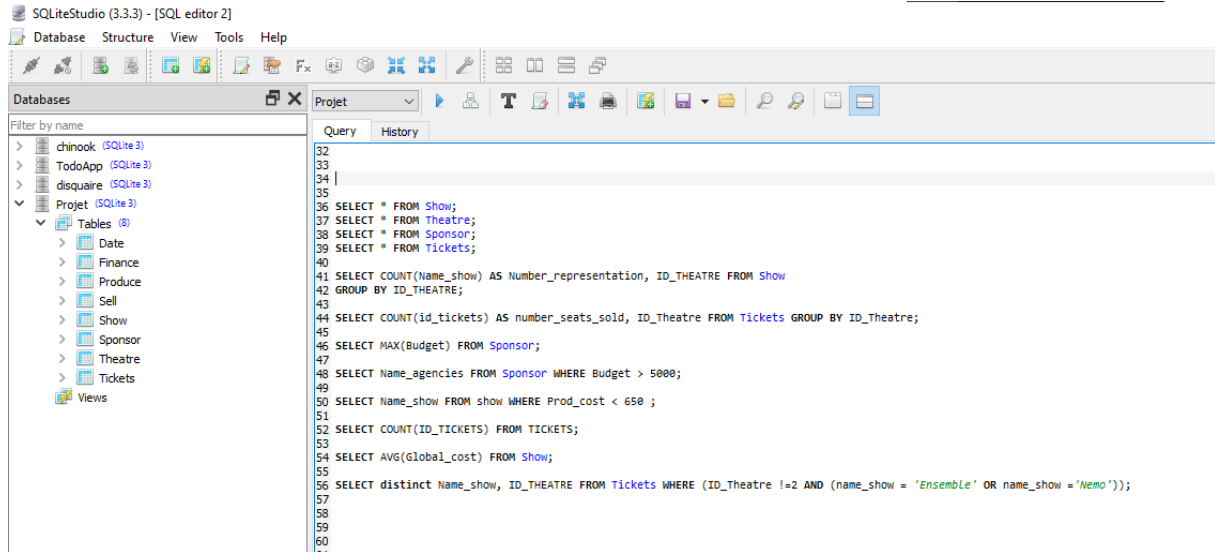 SQLiteStudio (3.3.3) - [SQL editor 2]
Database Structure View Tools Help
Databases
Projet
Filter by name
Query History
chinook (SQLite 3)
TodoApp (SQLite 3)
disquaire (SQLite 3)
Projet (SQLite 3)
Tables (8)
Date
Finance
Produce
Sell
Show
Sponsor
Theatre
Tickets
Views
32
33
34
35
36 SELECT * FROM Show;
37 SELECT * FROM Theatre;
38 SELECT * FROM Sponsor;
39 SELECT * FROM Tickets;
40
41 SELECT COUNT(Name_show) AS Number_representation, ID_THEATRE FROM Show
42 GROUP BY ID_THEATRE;
43
44 SELECT COUNT(id_tickets) AS number_seats_sold, ID_Theatre FROM Tickets GROUP BY ID_Theatre;
45
46 SELECT MAX(Budget) FROM Sponsor;
47
48 SELECT Name_agencies FROM Sponsor WHERE Budget > 5000;
49
50 SELECT Name_show FROM show WHERE Prod_cost < 650 ;
51
52 SELECT COUNT(ID_TICKETS) FROM TICKETS;
53
54 SELECT AVG(Global_cost) FROM Show;
55
56 SELECT distinct Name_show, ID_THEATRE FROM Tickets WHERE (ID_Theatre !=2 AND (name_show = 'Ensemble' OR name_show ='Nemo'));
57
58
59
60